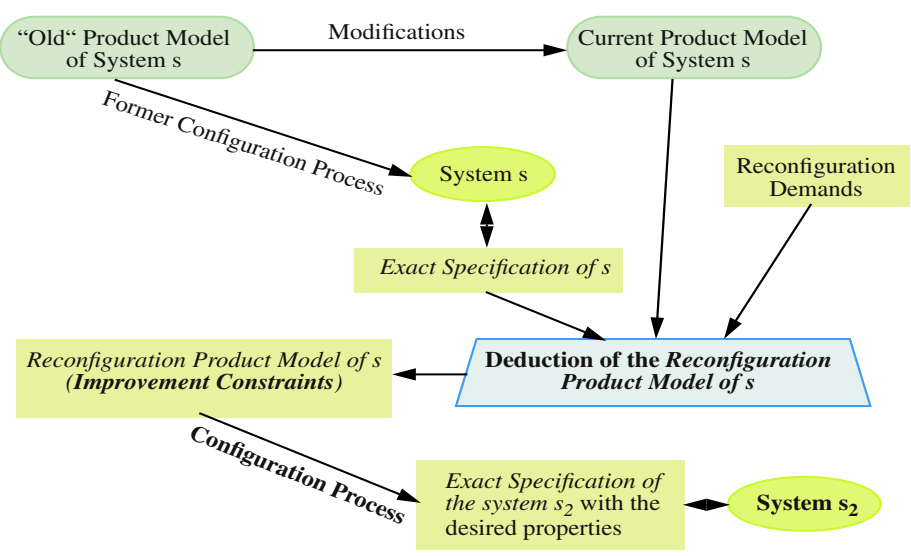 “Old“ Product Model
of System s
Modifications
Current Product Model
of System s
Former Configuration Process
System s
Reconfiguration
Demands
Exact Specification of s
Reconfiguration Product Model of s
(Improvement Constraints)
Deduction of the Reconfiguration
Product Model of s
Configuration Process
Exact Specification of
the system s₂ with the
desired properties
System s₂